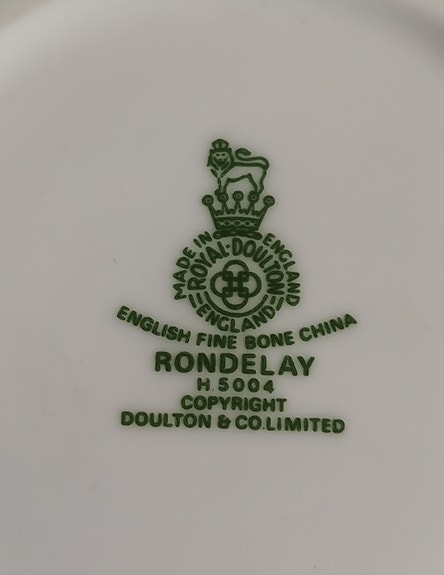 MADE IN ENGLAND
ROYAL·DOULTON
ENGLAND
ENGLISH FINE BONE CHINA
RONDELAY
H.5004
COPYRIGHT
DOULTON & CO.LIMITED